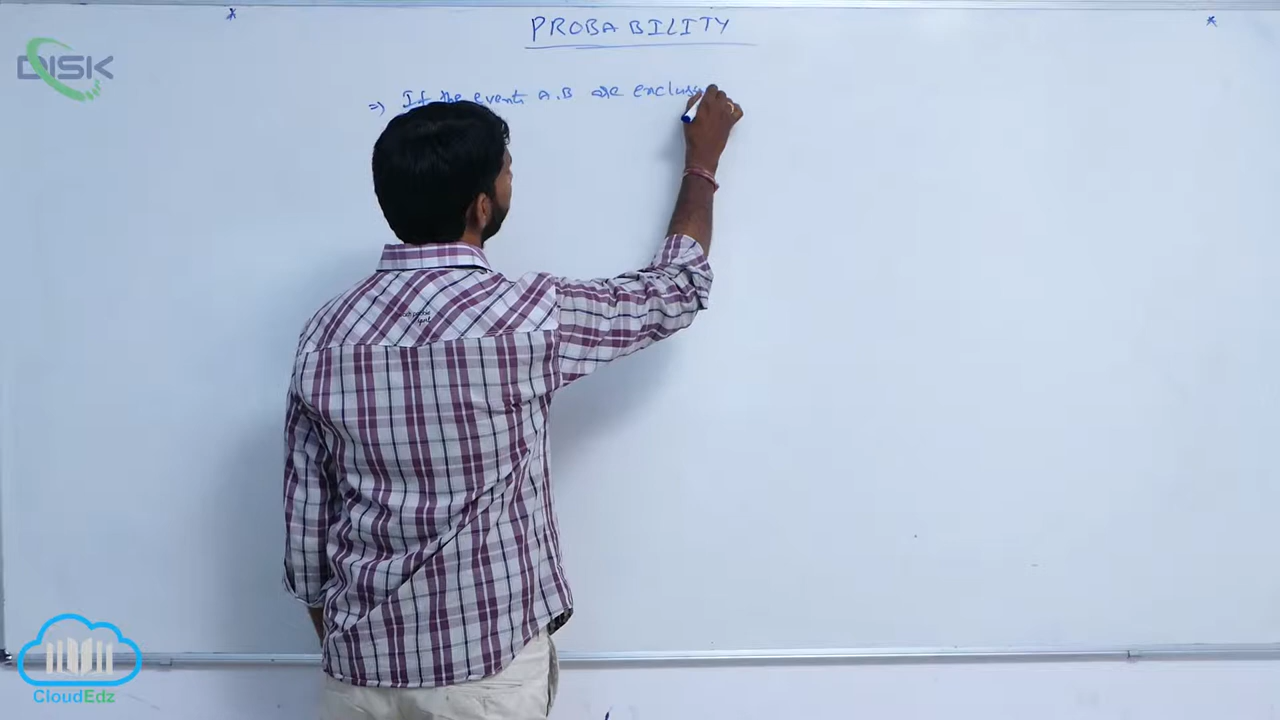 PROBABILITY
DISK
=> If the events A.B are exclus
CloudEdz